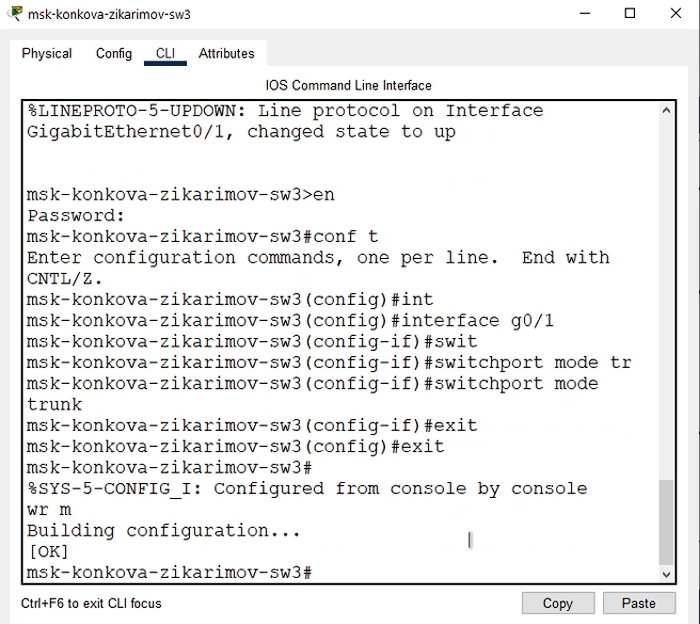 msk-konkova-zikarimov-sw3
Physical Config CLI Attributes
IOS Command Line Interface
%LINEPROTO-5-UPDOWN: Line protocol on Interface
GigabitEthernet0/1, changed state to up
msk-konkova-zikarimov-sw3>en
Password:
msk-konkova-zikarimov-sw3#conf t
Enter configuration commands, one per line.  End with
CNTL/Z.
msk-konkova-zikarimov-sw3(config)#int
msk-konkova-zikarimov-sw3(config)#interface g0/1
msk-konkova-zikarimov-sw3(config-if)#swit
msk-konkova-zikarimov-sw3(config-if)#switchport mode tr
msk-konkova-zikarimov-sw3(config-if)#switchport mode
trunk
msk-konkova-zikarimov-sw3(config-if)#exit
msk-konkova-zikarimov-sw3(config)#exit
msk-konkova-zikarimov-sw3#
%SYS-5-CONFIG_I: Configured from console by console
wr m
Building configuration...
[OK]
msk-konkova-zikarimov-sw3#
Ctrl+F6 to exit CLI focus
Copy Paste